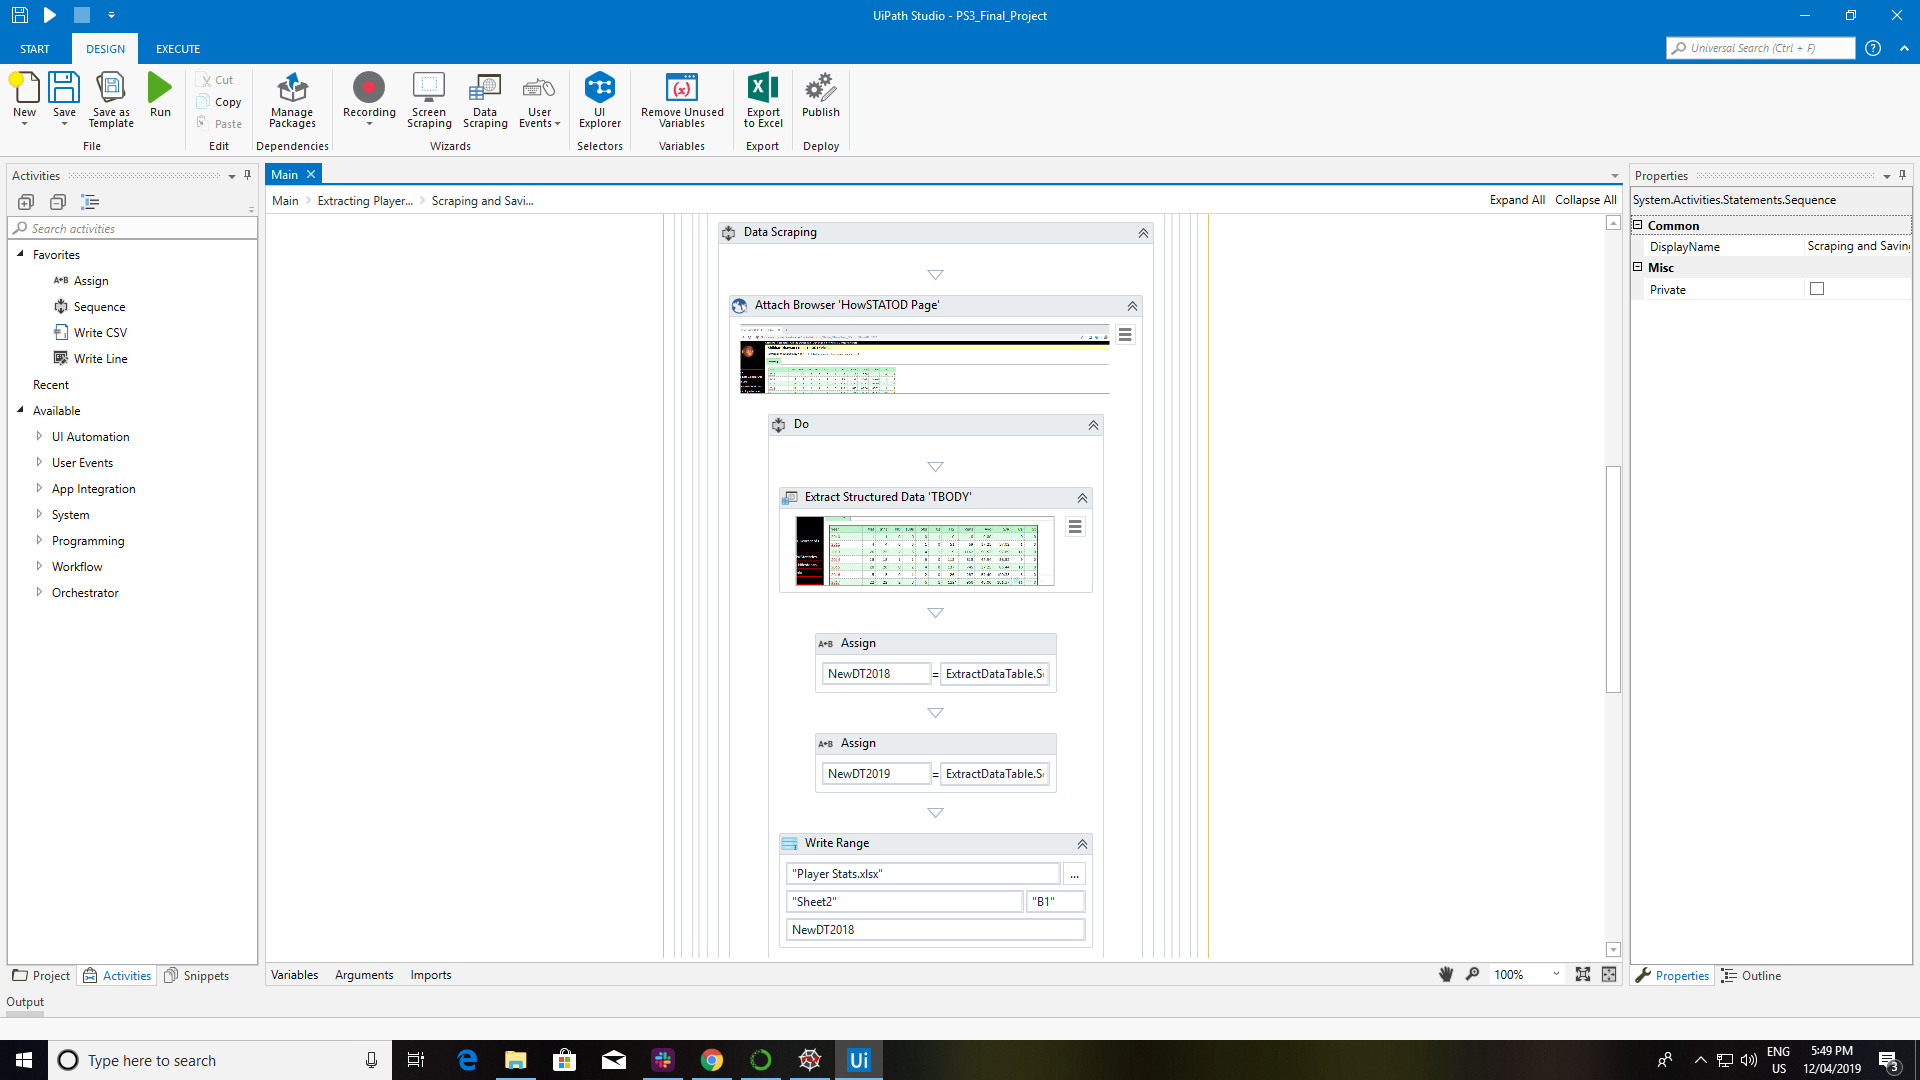 UiPath Studio - PS3_Final_Project
START DESIGN EXECUTE
Universal Search (Ctrl + F)
New
Save
Save as Template
Run
Cut
Copy
Paste
Manage Packages
Recording
Screen Scraping
Data Scraping
User Events
UI Explorer
Remove Unused Variables
Export to Excel
Publish
File Edit Dependencies Wizards Selectors Variables Export Deploy
Activities
Search activities
Favorites
Assign
Sequence
Write CSV
Write Line
Recent
Available
UI Automation
User Events
App Integration
System
Programming
Workflow
Orchestrator
Project Activities Snippets
Output
Main
Main Extracting Player... Scraping and Savi...
Expand All Collapse All
Data Scraping
Attach Browser 'HowSTATOD Page'
Do
Extract Structured Data 'TBODY'
Assign
NewDT2018 = ExtractDataTable.Se
Assign
NewDT2019 = ExtractDataTable.Se
Write Range
"Player Stats.xlsx" ...
"Sheet2" "B1"
NewDT2018
Variables Arguments Imports
100%
Properties
System.Activities.Statements.Sequence
Common
DisplayName Scraping and Saving
Misc
Private
Properties Outline
Type here to search
Ui
ENG
US
5:49 PM
12/04/2019
3